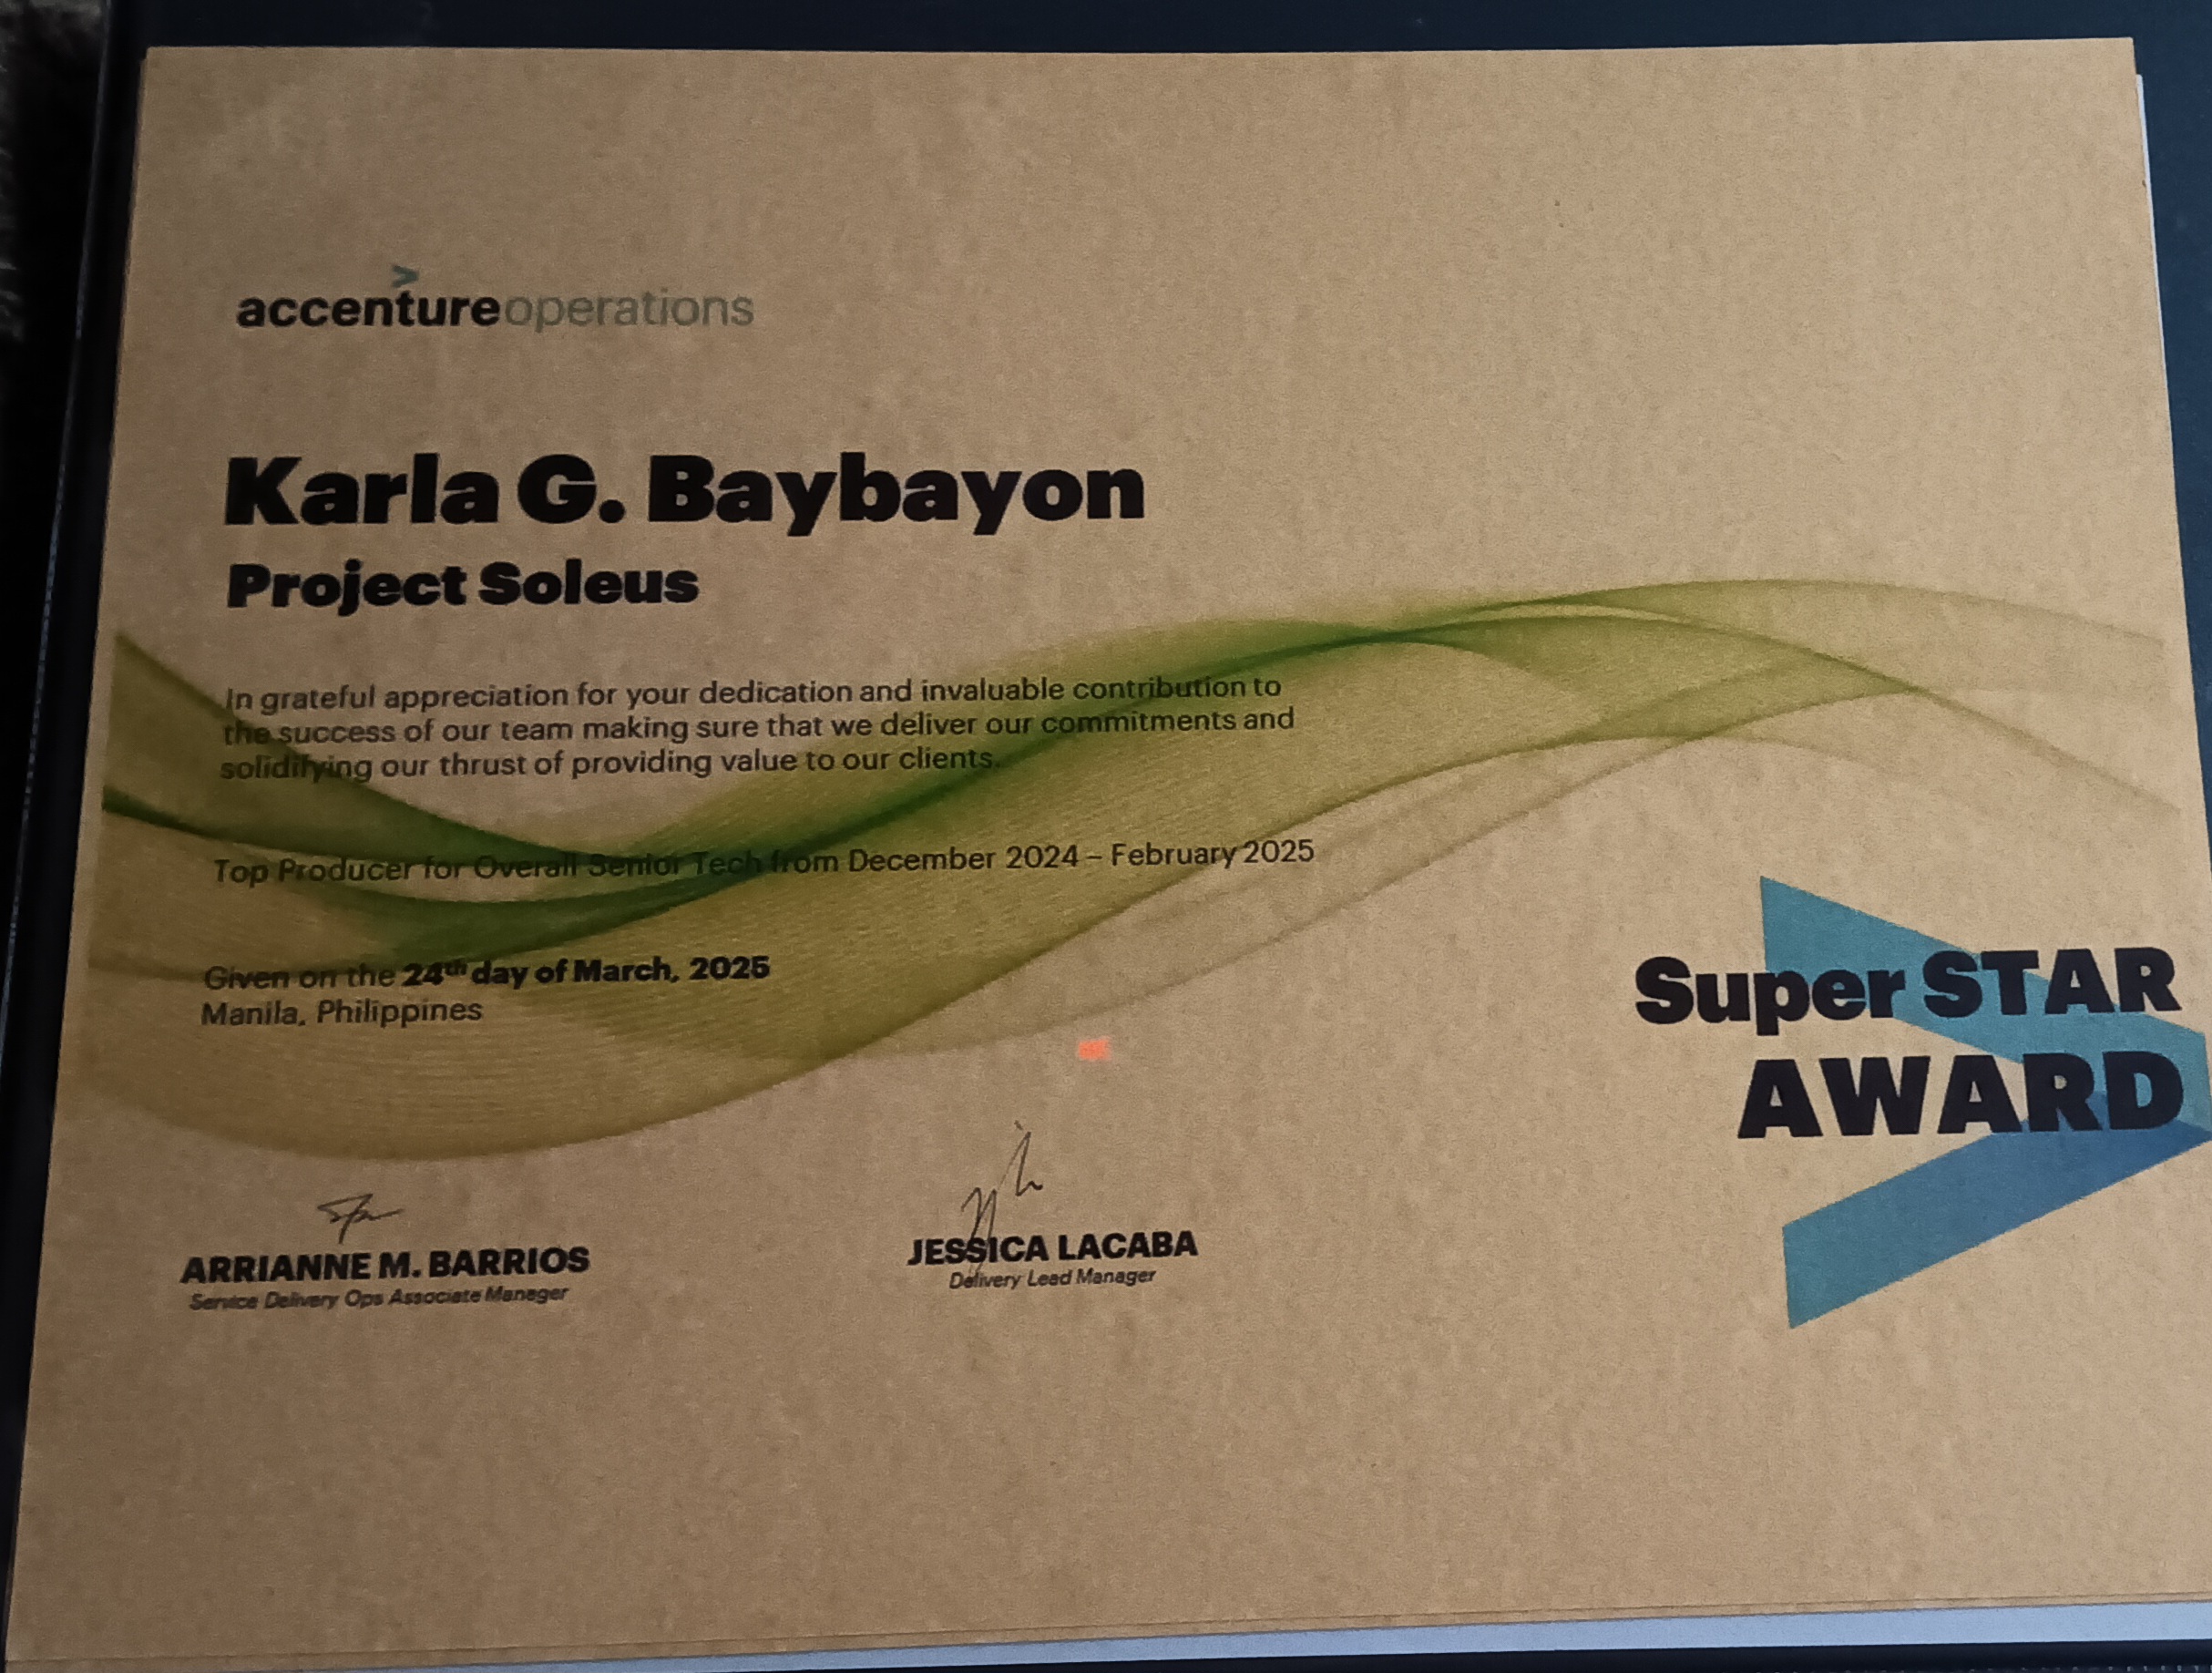 >
accentureoperations
Karla G. Baybayon
Project Soleus
In grateful appreciation for your dedication and invaluable contribution to
the success of our team making sure that we deliver our commitments and
solidifying our thrust of providing value to our clients.
Top Producer for Overall Senior Tech from December 2024 – February 2025
Given on the 24th day of March, 2025
Manila, Philippines
Super STAR
AWARD
ARRIANNE M. BARRIOS
Service Delivery Ops Associate Manager
JESSICA LACABA
Delivery Lead Manager